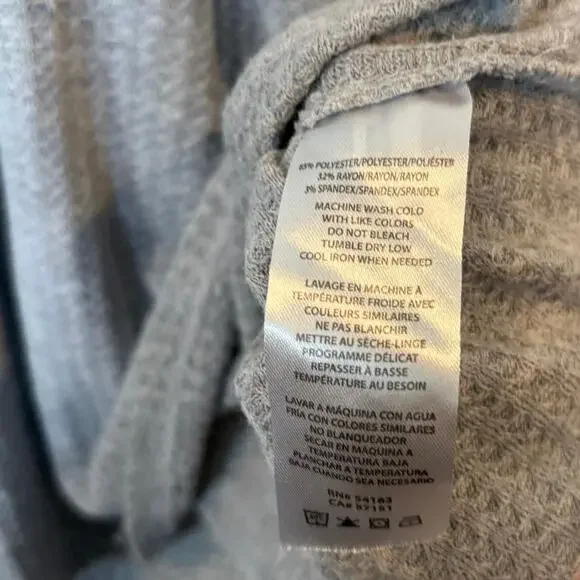 65% POLYESTER/POLYESTER/POLIÉSTER
32% RAYON/RAYON/RAYON
3% SPANDEX/SPANDEX/SPANDEX
MACHINE WASH COLD
WITH LIKE COLORS
DO NOT BLEACH
TUMBLE DRY LOW
COOL IRON WHEN NEEDED
LAVAGE EN MACHINE À
TEMPÉRATURE FROIDE AVEC
COULEURS SIMILAIRES
NE PAS BLANCHIR
METTRE AU SÈCHE-LINGE
PROGRAMME DÉLICAT
REPASSER À BASSE
TEMPÉRATURE AU BESOIN
LAVAR A MÁQUINA CON AGUA
FRÍA CON COLORES SIMILARES
NO BLANQUEADOR
SECAR EN MAQUINA A
TEMPERATURA BAJA
PLANCHAR A TEMPERATURA
BAJA CUANDO SEA NECESARIO
RN# 54163
CA# 57151